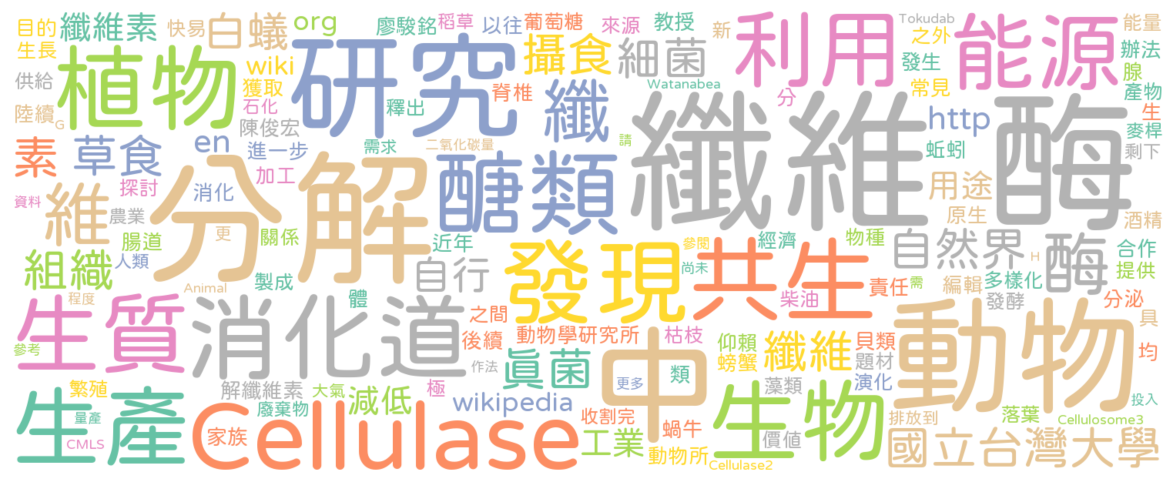 目的 纖維素 快易 白蟻 org 廖駿銘 稻草 以往 葡萄糖 來源 教授 新 Tokudab 能量
生長 植物 研究 攝食 細菌 利用 之外 能源 辦法
供給 wiki 獲取 脊椎 Watanabea 發生 常見 腺 產物
陸續 G 石化 釋出 纖 分 纖維酶 http 生 麥桿
素 草食 en 陳俊宏 進一步 需求 二氧化碳量 請 蚯蚓 剩下
探討 消化 加工 醣類 用途 酒精
資料 維 農業 分解 原生
腸道 更 關係 近年 參閱 經濟 物種 自然界 酶 合作
組織 人類 製成 自行 發現 尚未 共生 柴油 責任 需 H 多樣化 提供
程度 Animal 體 編輯 發酵 分泌
生質 消化道 之間 後續 動物學研究所 枯枝 仰賴 纖維 貝類 動物 具
參考 作法 螃蟹 題材 均
繁殖 解纖維素 大氣 極 真菌 中 類 更多 藻類 演化 投入
生產 量產 廢棄物 減低 wikipedia 收割完 生物 排放到 落葉 Cellulosome3
CMLS 家族 Cellulase 工業 蝸牛 價值 國立台灣大學
動物所 Cellulase2